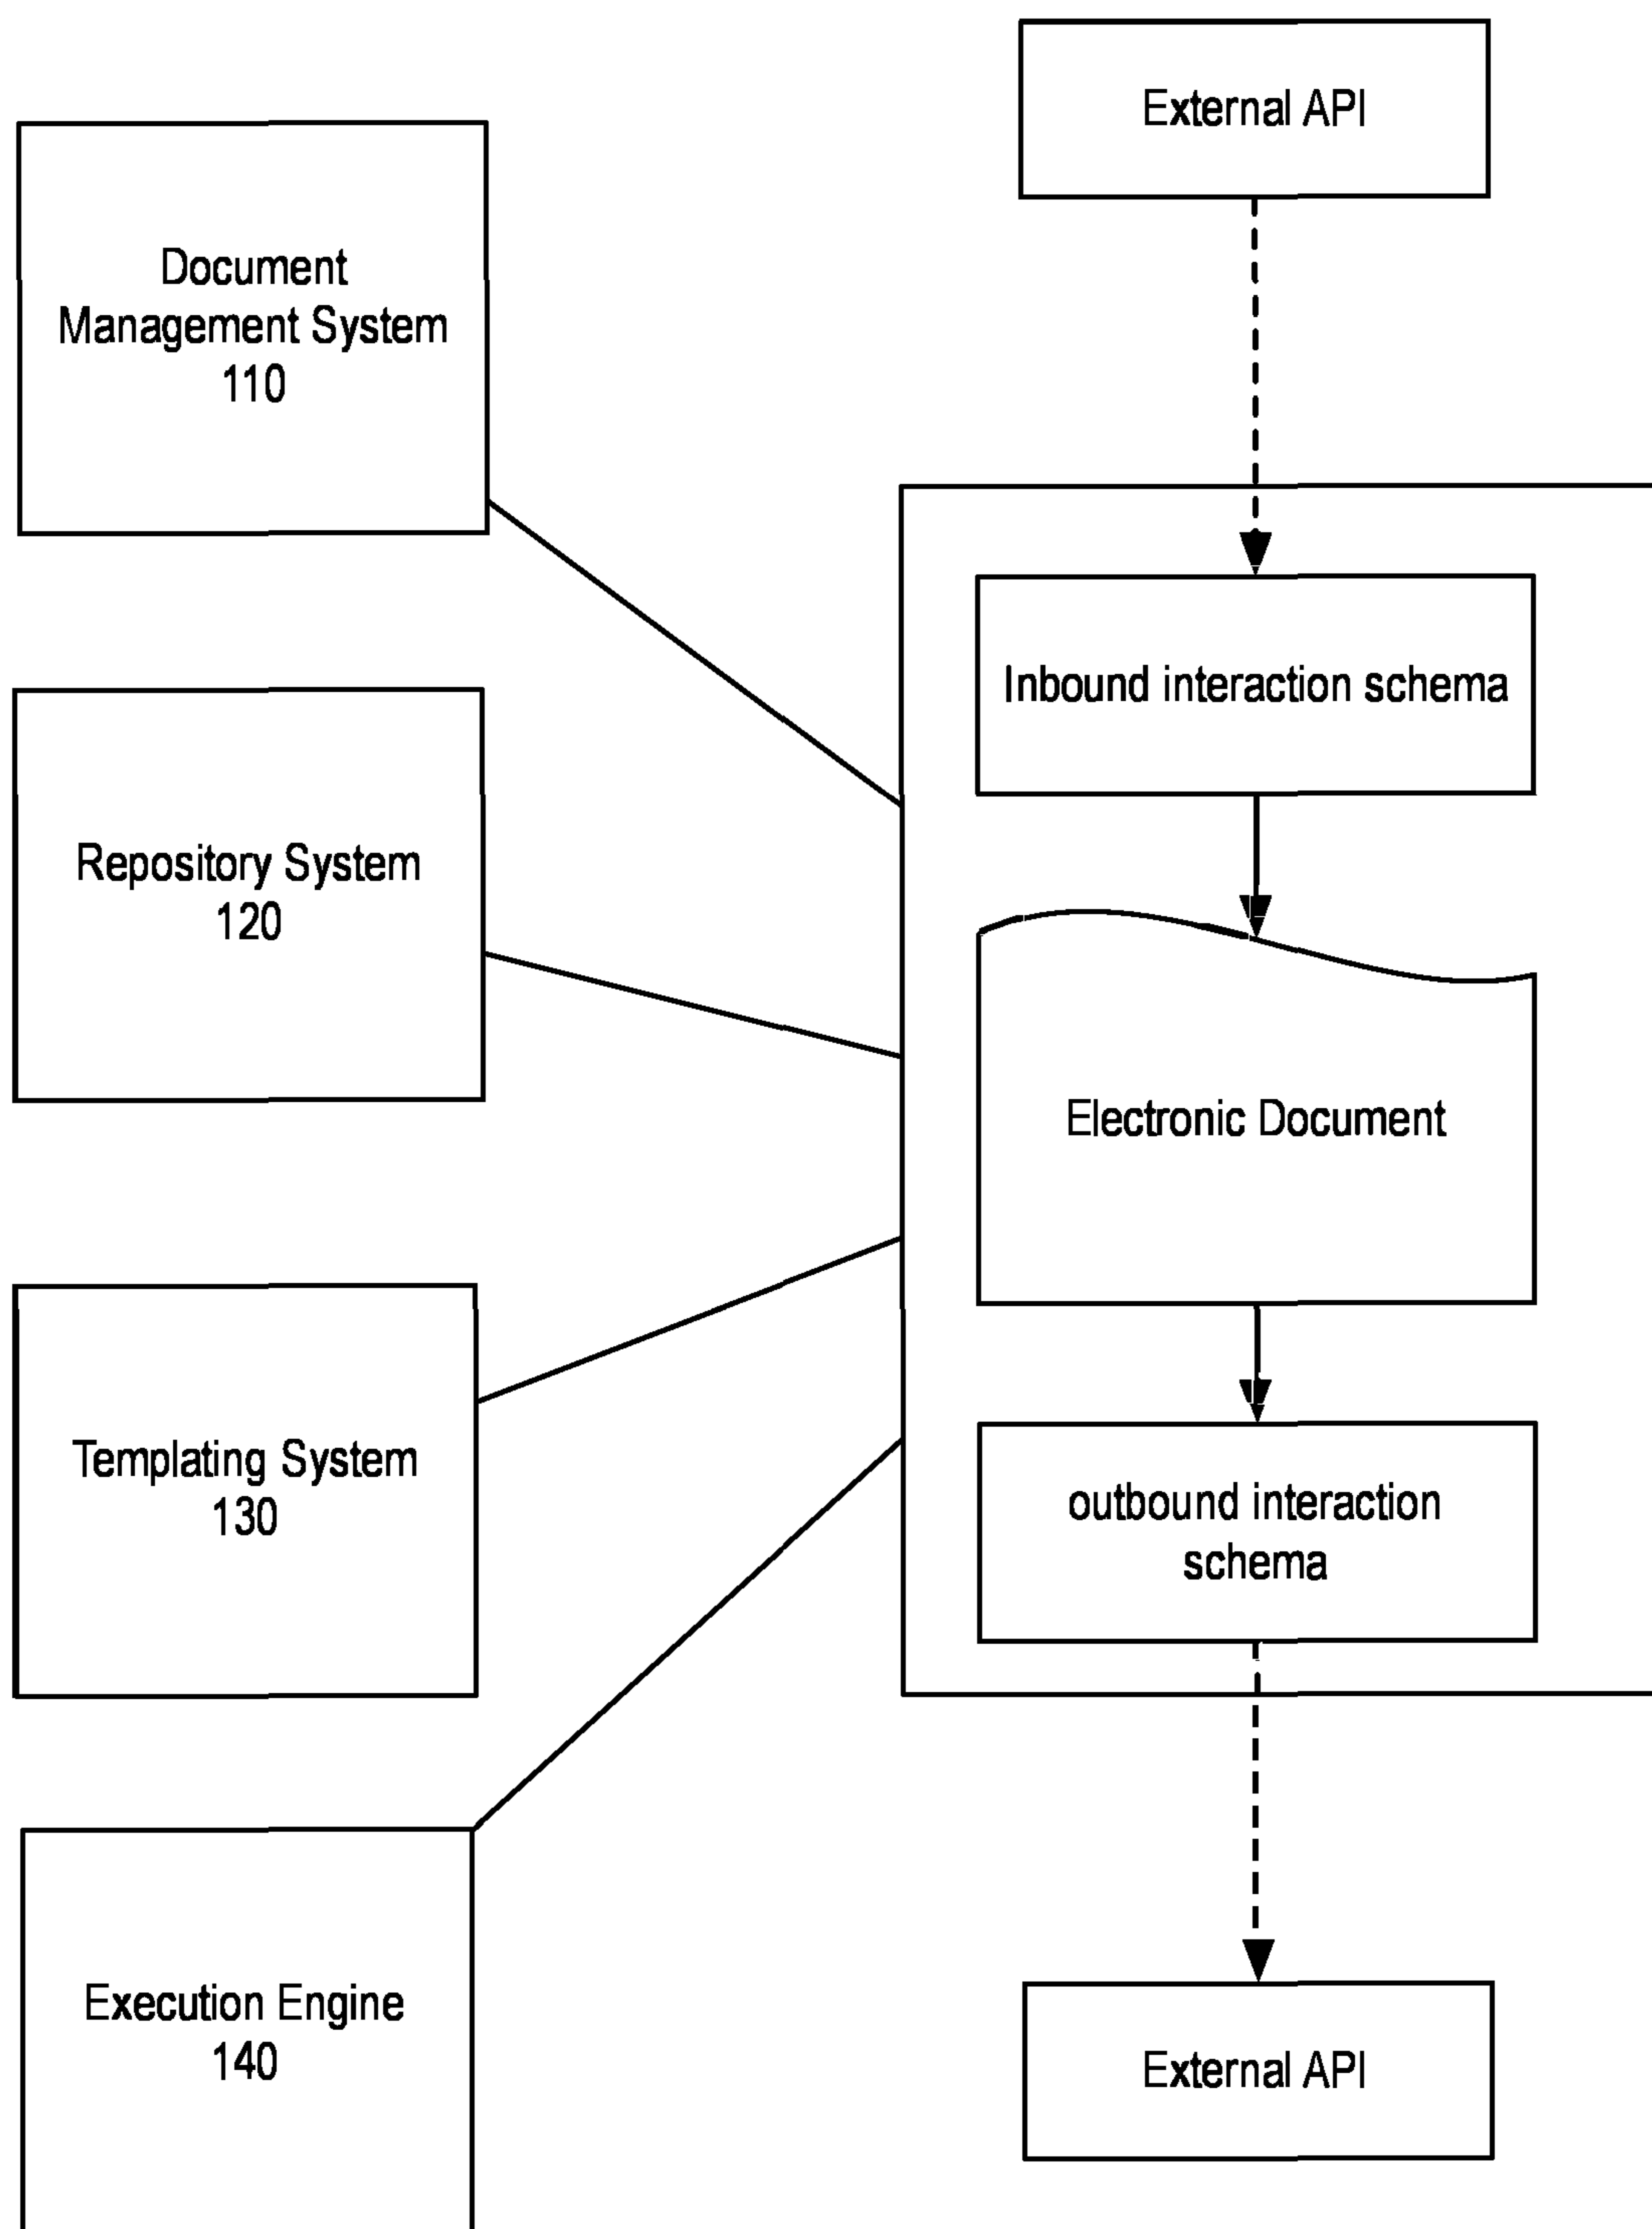 External API
Document
Management System
110
Inbound interaction schema
Repository System
120
Electronic Document
Templating System
130
outbound interaction
schema
Execution Engine
140
External API